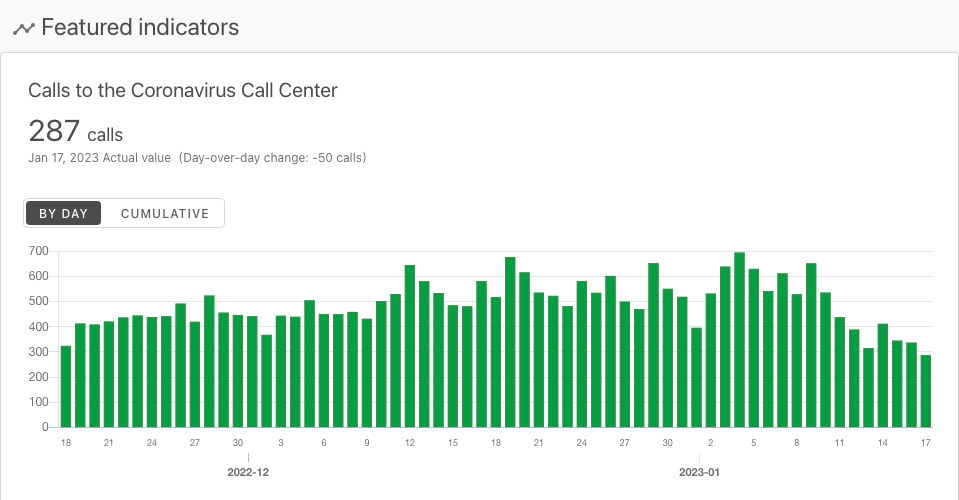 Featured indicators
Calls to the Coronavirus Call Center
287 calls
Jan 17, 2023 Actual value (Day-over-day change: -50 calls)
BY DAY CUMULATIVE
700
600
500
400
300
200
100
0
18 21 24 27 30 3 6 9 12 15 18 21 24 27 30 2 5 8 11 14 17
2022-12 2023-01